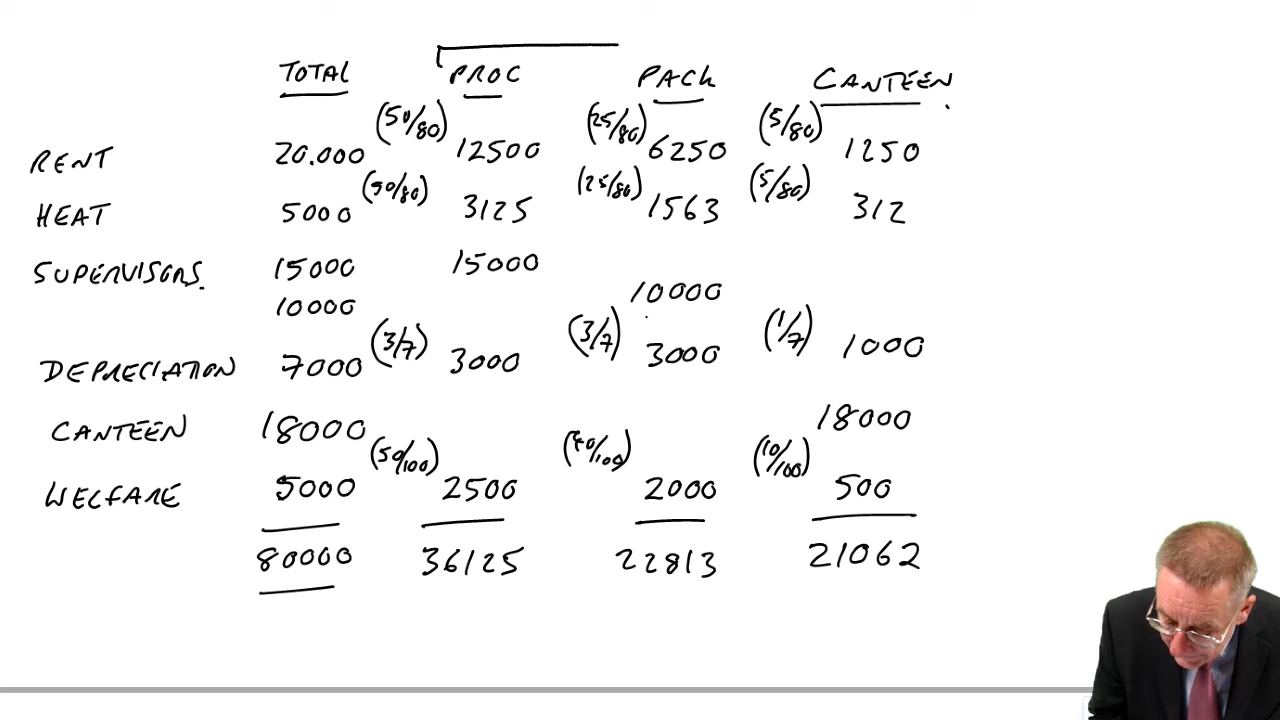 TOTAL PROC PACK CANTEEN
RENT 20.000 (50/80) 12500 (25/80) 6250 (5/80) 1250
HEAT 5000 (50/80) 3125 (25/80) 1563 (5/80) 312
SUPERVISORS. 15000 15000
10000 10000
DEPRECIATION 7000 (3/7) 3000 (3/7) 3000 (1/7) 1000
CANTEEN 18000 18000
WELFARE 5000 (50/100) 2500 (40/100) 2000 (10/100) 500
80000 36125 22813 21062